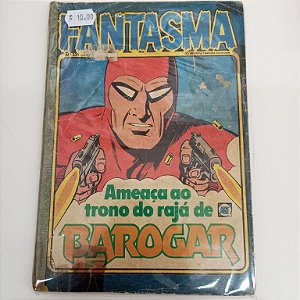 $ 10,00
FANTASMA
Ameaça ao
trono do rajá de
BAROGAR